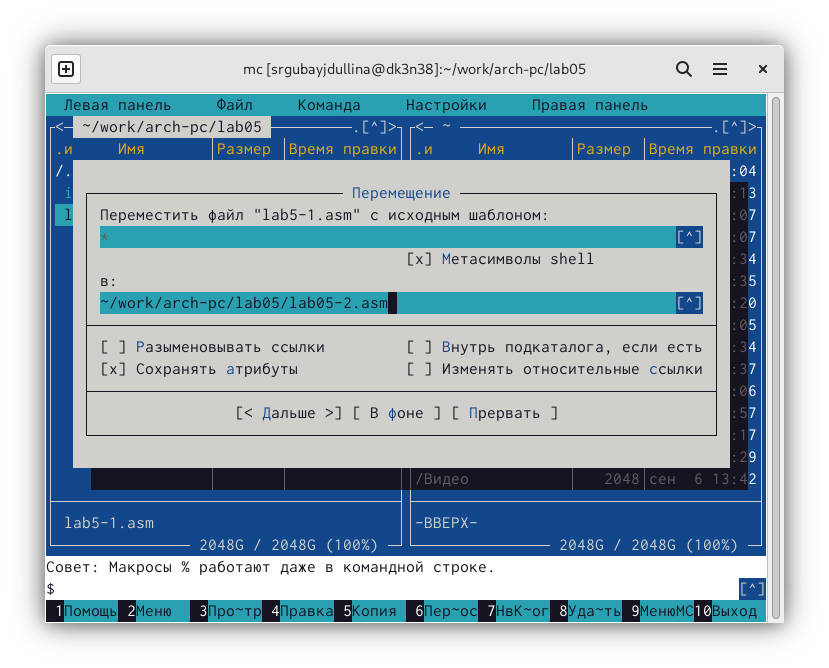 mc [srgubayjdullina@dk3n38]:~/work/arch-pc/lab05
Левая панель Файл Команда Настройки Правая панель
<─ ~/work/arch-pc/lab05 .[^]> <─ ~ .[^]>
.и Имя Размер Время правки .и Имя Размер Время правки
/. :04
i :13
l :07
:07
:34
:35
:20
:05
:34
:37
:06
:57
:17
:29
Перемещение
Переместить файл "lab5-1.asm" с исходным шаблоном:
* [^]
[x] Метасимволы shell
в:
~/work/arch-pc/lab05/lab05-2.asm [^]
[ ] Разыменовывать ссылки [ ] Внутрь подкаталога, если есть
[x] Сохранять атрибуты [ ] Изменять относительные ссылки
[< Дальше >] [ В фоне ] [ Прервать ]
/Видео 2048 сен 6 13:42
lab5-1.asm -ВВЕРХ-
2048G / 2048G (100%) 2048G / 2048G (100%)
Совет: Макросы % работают даже в командной строке.
$ [^]
1Помощь 2Меню 3Про~тр 4Правка 5Копия 6Пер~ос 7НвК~ог 8Уда~ть 9МенюMC 10Выход